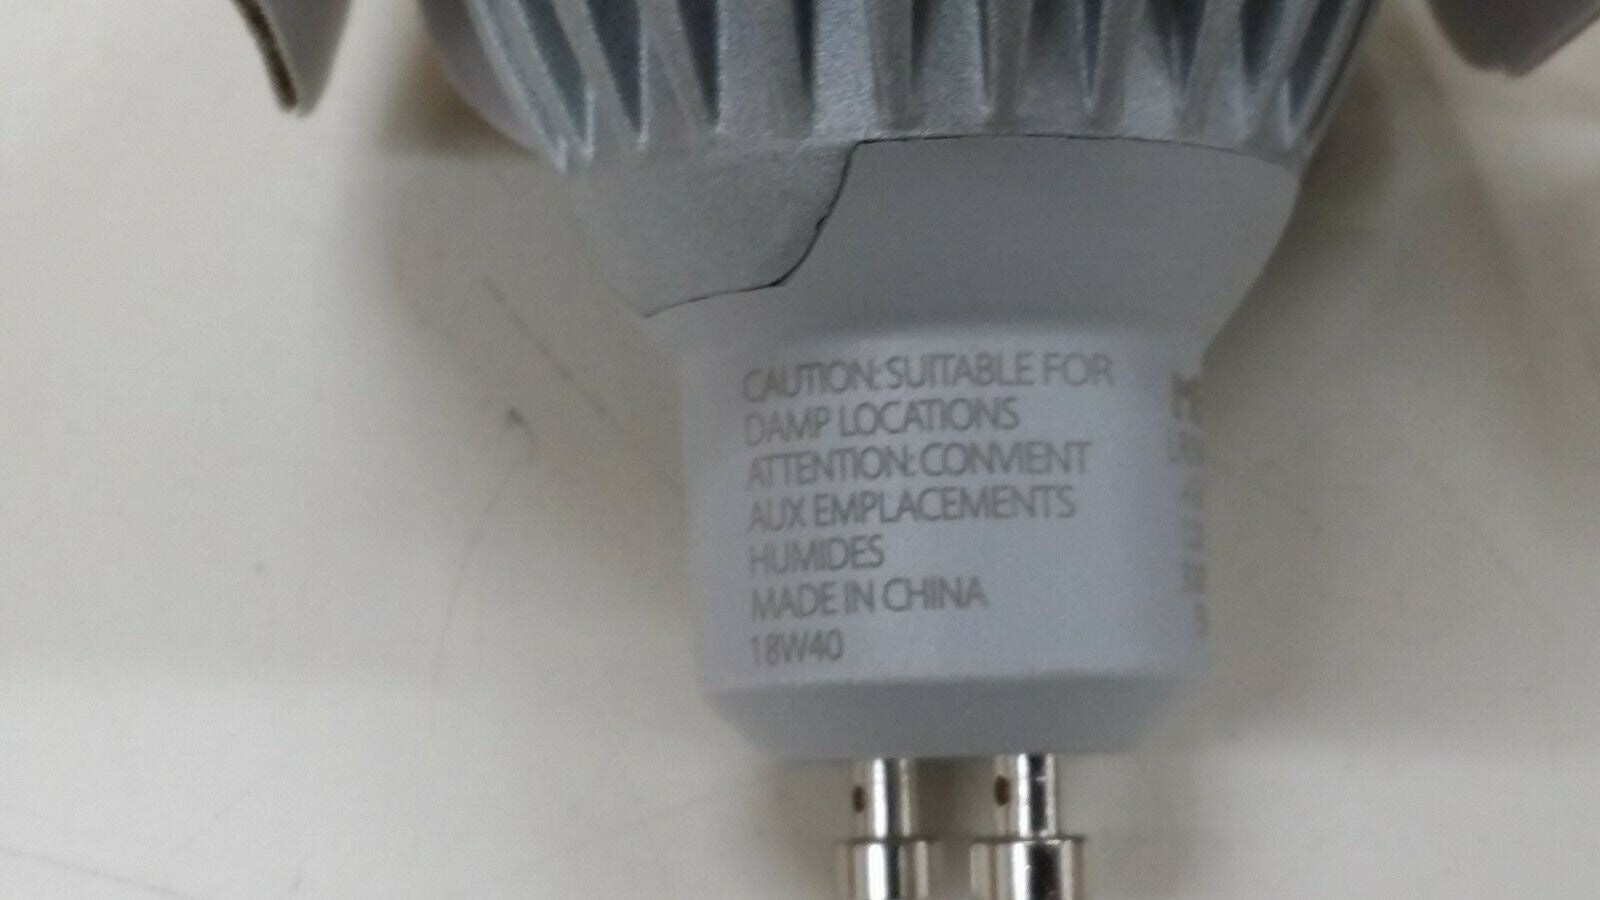 CAUTION: SUITABLE FOR
DAMP LOCATIONS
ATTENTION: CONVIENT
AUX EMPLACEMENTS
HUMIDES
MADE IN CHINA
18W40